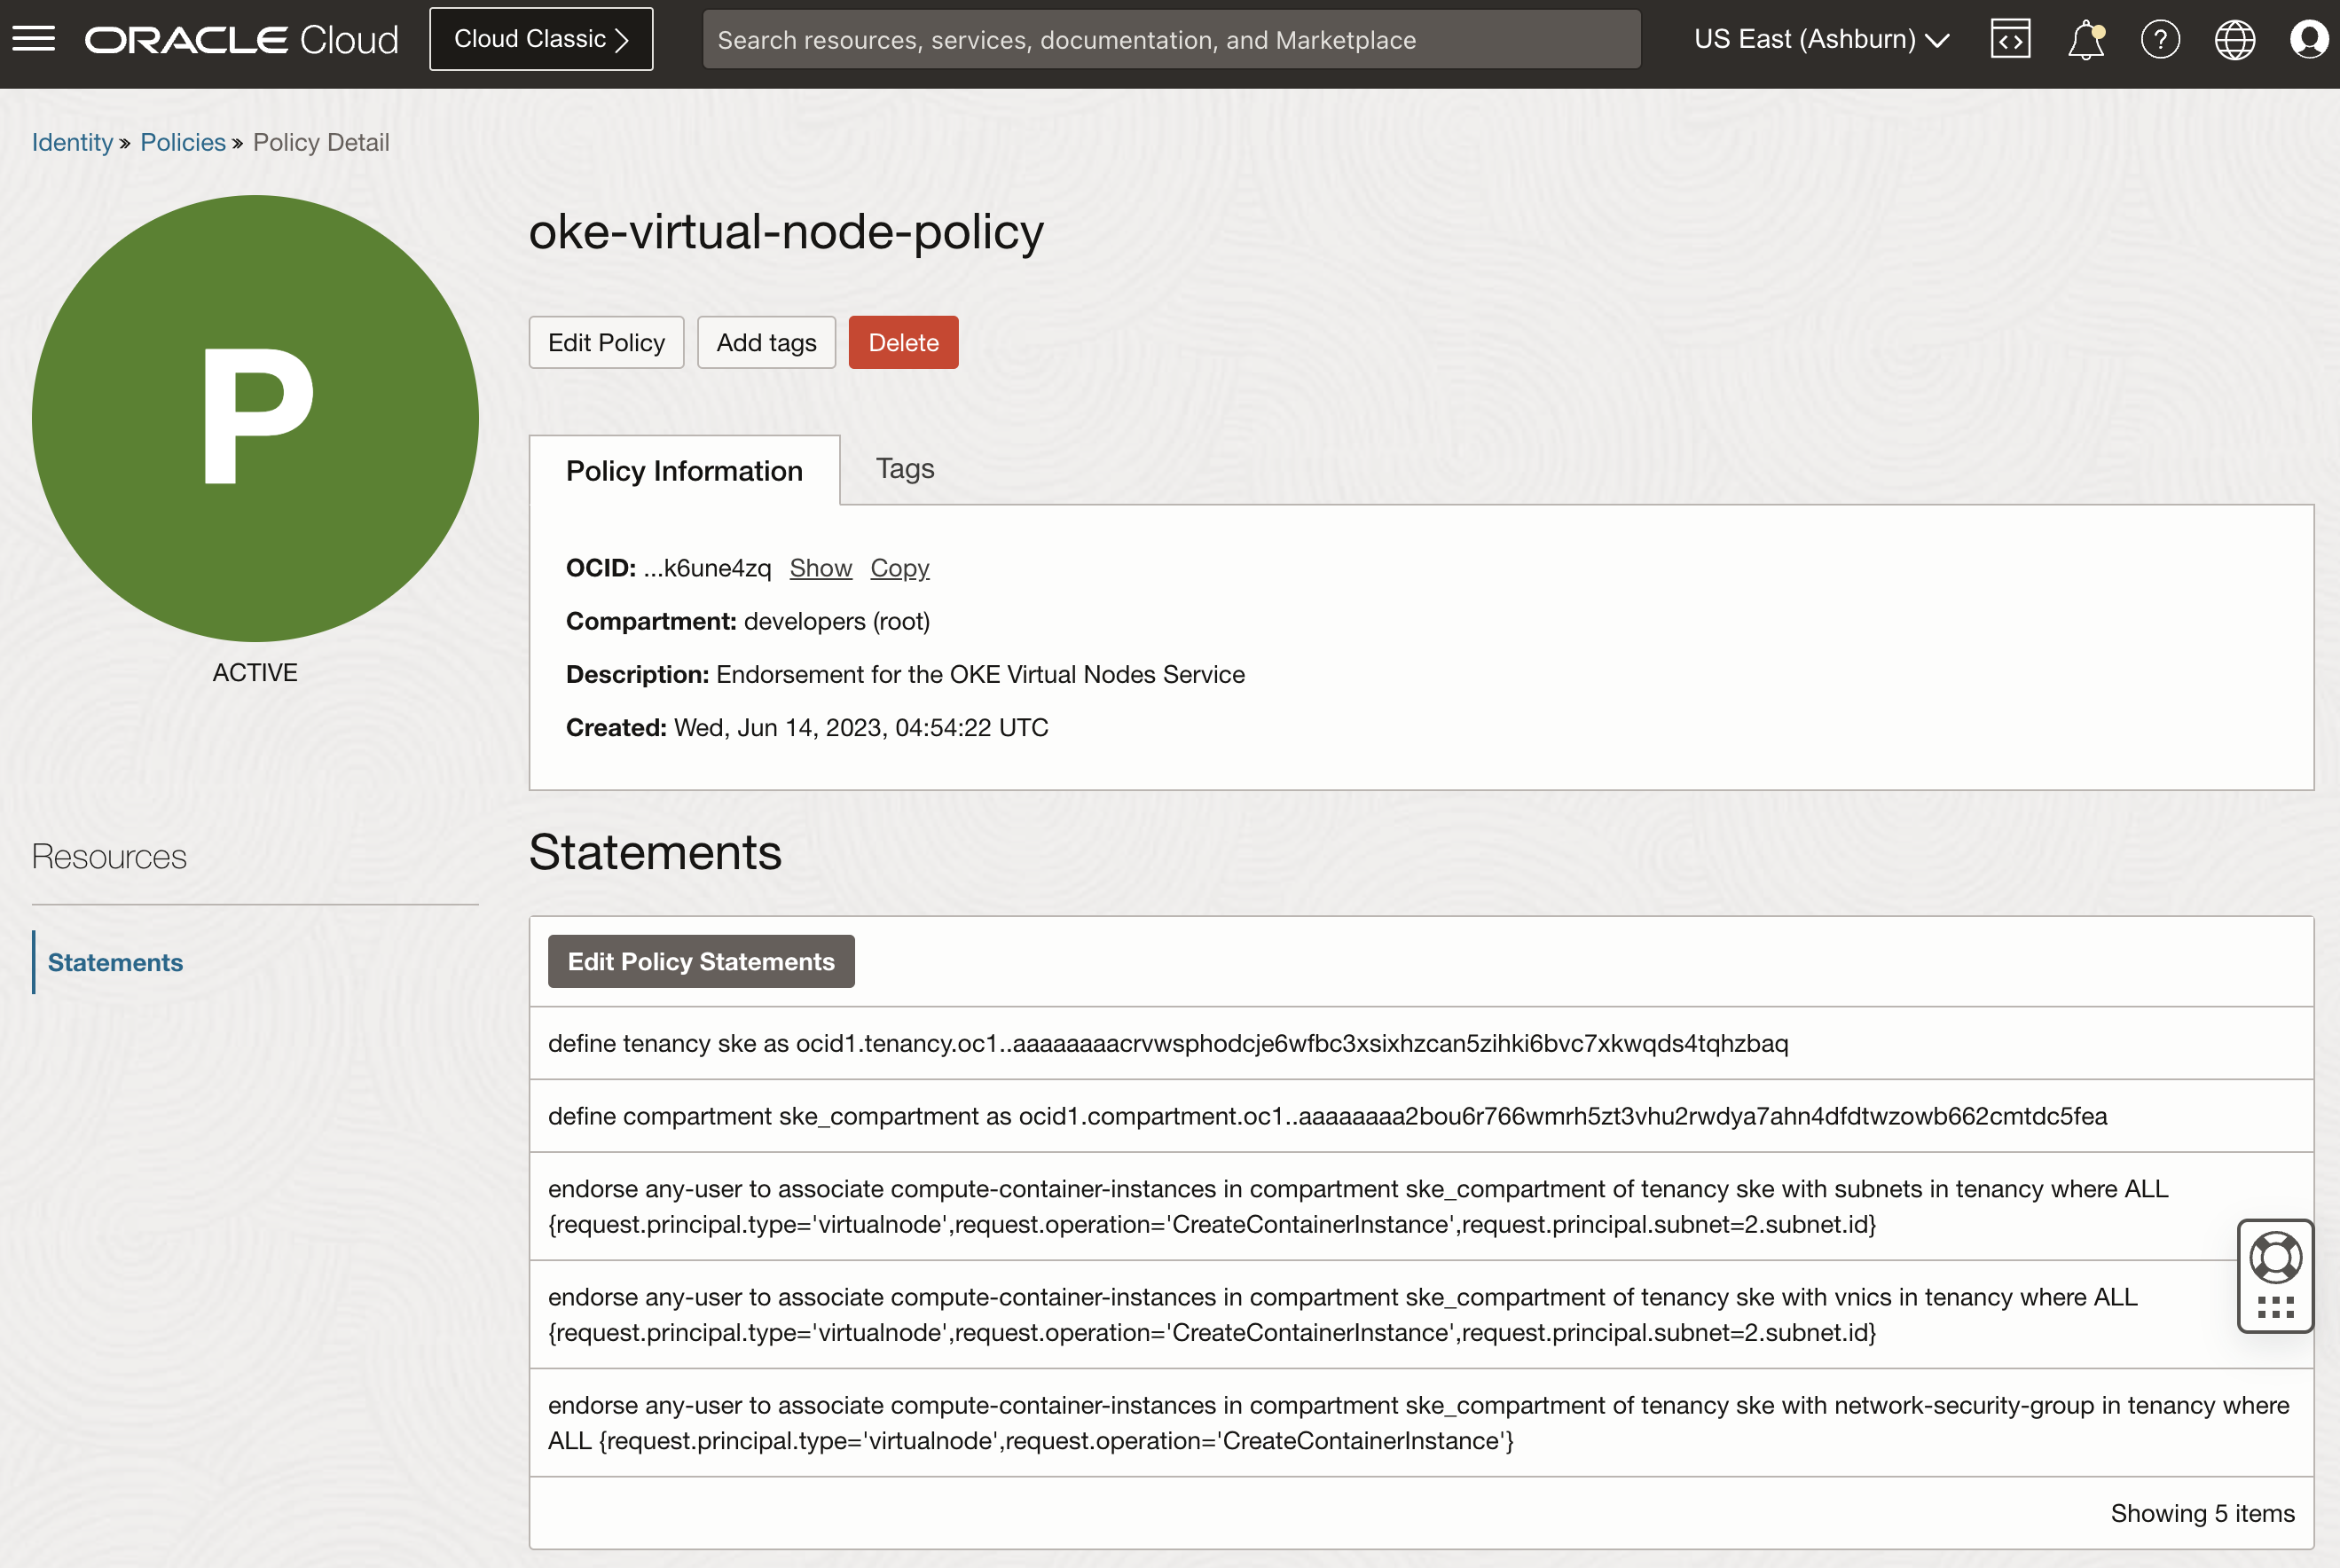 ORACLE Cloud
Cloud Classic
Search resources, services, documentation, and Marketplace
US East (Ashburn)
Identity » Policies » Policy Detail
P
ACTIVE
oke-virtual-node-policy
Edit Policy
Add tags
Delete
Policy Information
Tags
OCID: ...k6une4zq Show Copy
Compartment: developers (root)
Description: Endorsement for the OKE Virtual Nodes Service
Created: Wed, Jun 14, 2023, 04:54:22 UTC
Resources
Statements
Statements
Edit Policy Statements
define tenancy ske as ocid1.tenancy.oc1..aaaaaaaacrvwsphodcje6wfbc3xsixhzcan5zihki6bvc7xkwqds4tqhzbaq
define compartment ske_compartment as ocid1.compartment.oc1..aaaaaaaa2bou6r766wmrh5zt3vhu2rwdya7ahn4dfdtwzowb662cmtdc5fea
endorse any-user to associate compute-container-instances in compartment ske_compartment of tenancy ske with subnets in tenancy where ALL
{request.principal.type='virtualnode',request.operation='CreateContainerInstance',request.principal.subnet=2.subnet.id}
endorse any-user to associate compute-container-instances in compartment ske_compartment of tenancy ske with vnics in tenancy where ALL
{request.principal.type='virtualnode',request.operation='CreateContainerInstance',request.principal.subnet=2.subnet.id}
endorse any-user to associate compute-container-instances in compartment ske_compartment of tenancy ske with network-security-group in tenancy where
ALL {request.principal.type='virtualnode',request.operation='CreateContainerInstance'}
Showing 5 items